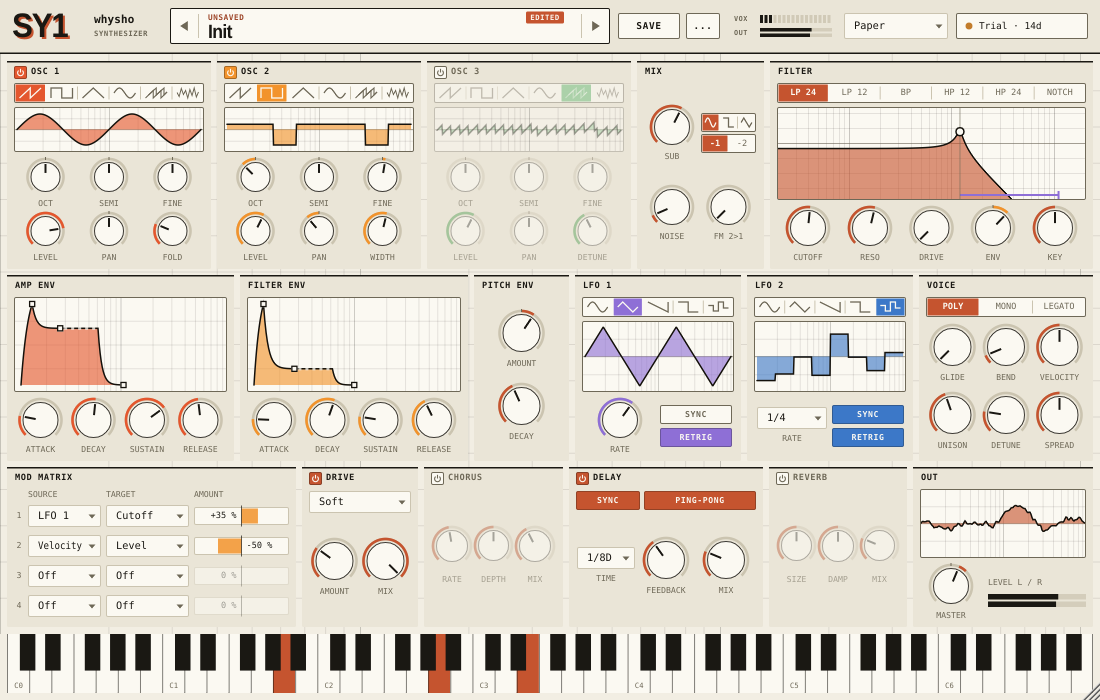 SY1
whysho
SYNTHESIZER
UNSAVED
EDITED
Init
SAVE
...
VOX
OUT
Paper
Trial · 14d
OSC 1
OCT SEMI FINE
LEVEL PAN FOLD
OSC 2
OCT SEMI FINE
LEVEL PAN WIDTH
OSC 3
OCT SEMI FINE
LEVEL PAN DETUNE
MIX
SUB
-1 -2
NOISE FM 2>1
FILTER
LP 24 LP 12 BP HP 12 HP 24 NOTCH
CUTOFF RESO DRIVE ENV KEY
AMP ENV
ATTACK DECAY SUSTAIN RELEASE
FILTER ENV
ATTACK DECAY SUSTAIN RELEASE
PITCH ENV
AMOUNT
DECAY
LFO 1
SYNC
RETRIG
RATE
LFO 2
1/4
SYNC
RATE
RETRIG
VOICE
POLY MONO LEGATO
GLIDE BEND VELOCITY
UNISON DETUNE SPREAD
MOD MATRIX
SOURCE TARGET AMOUNT
1 LFO 1 Cutoff +35 %
2 Velocity Level -50 %
3 Off Off 0 %
4 Off Off 0 %
DRIVE
Soft
AMOUNT MIX
CHORUS
RATE DEPTH MIX
DELAY
SYNC PING-PONG
1/8D
TIME FEEDBACK MIX
REVERB
SIZE DAMP MIX
OUT
LEVEL L / R
MASTER
C0 C1 C2 C3 C4 C5 C6